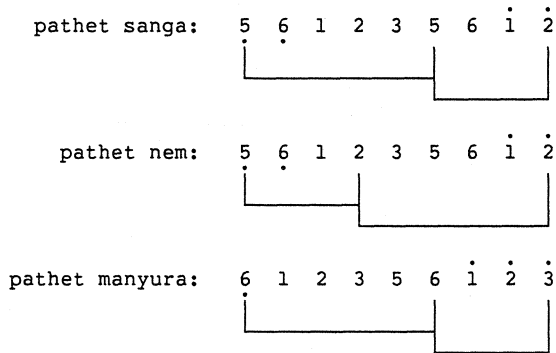 pathet sanga: 5̣ 6̣ 1 2 3 5 6 1̇ 2̇
pathet nem: 5̣ 6̣ 1 2 3 5 6 1̇ 2̇
pathet manyura: 6̣ 1 2 3 5 6 1̇ 2̇ 3̇